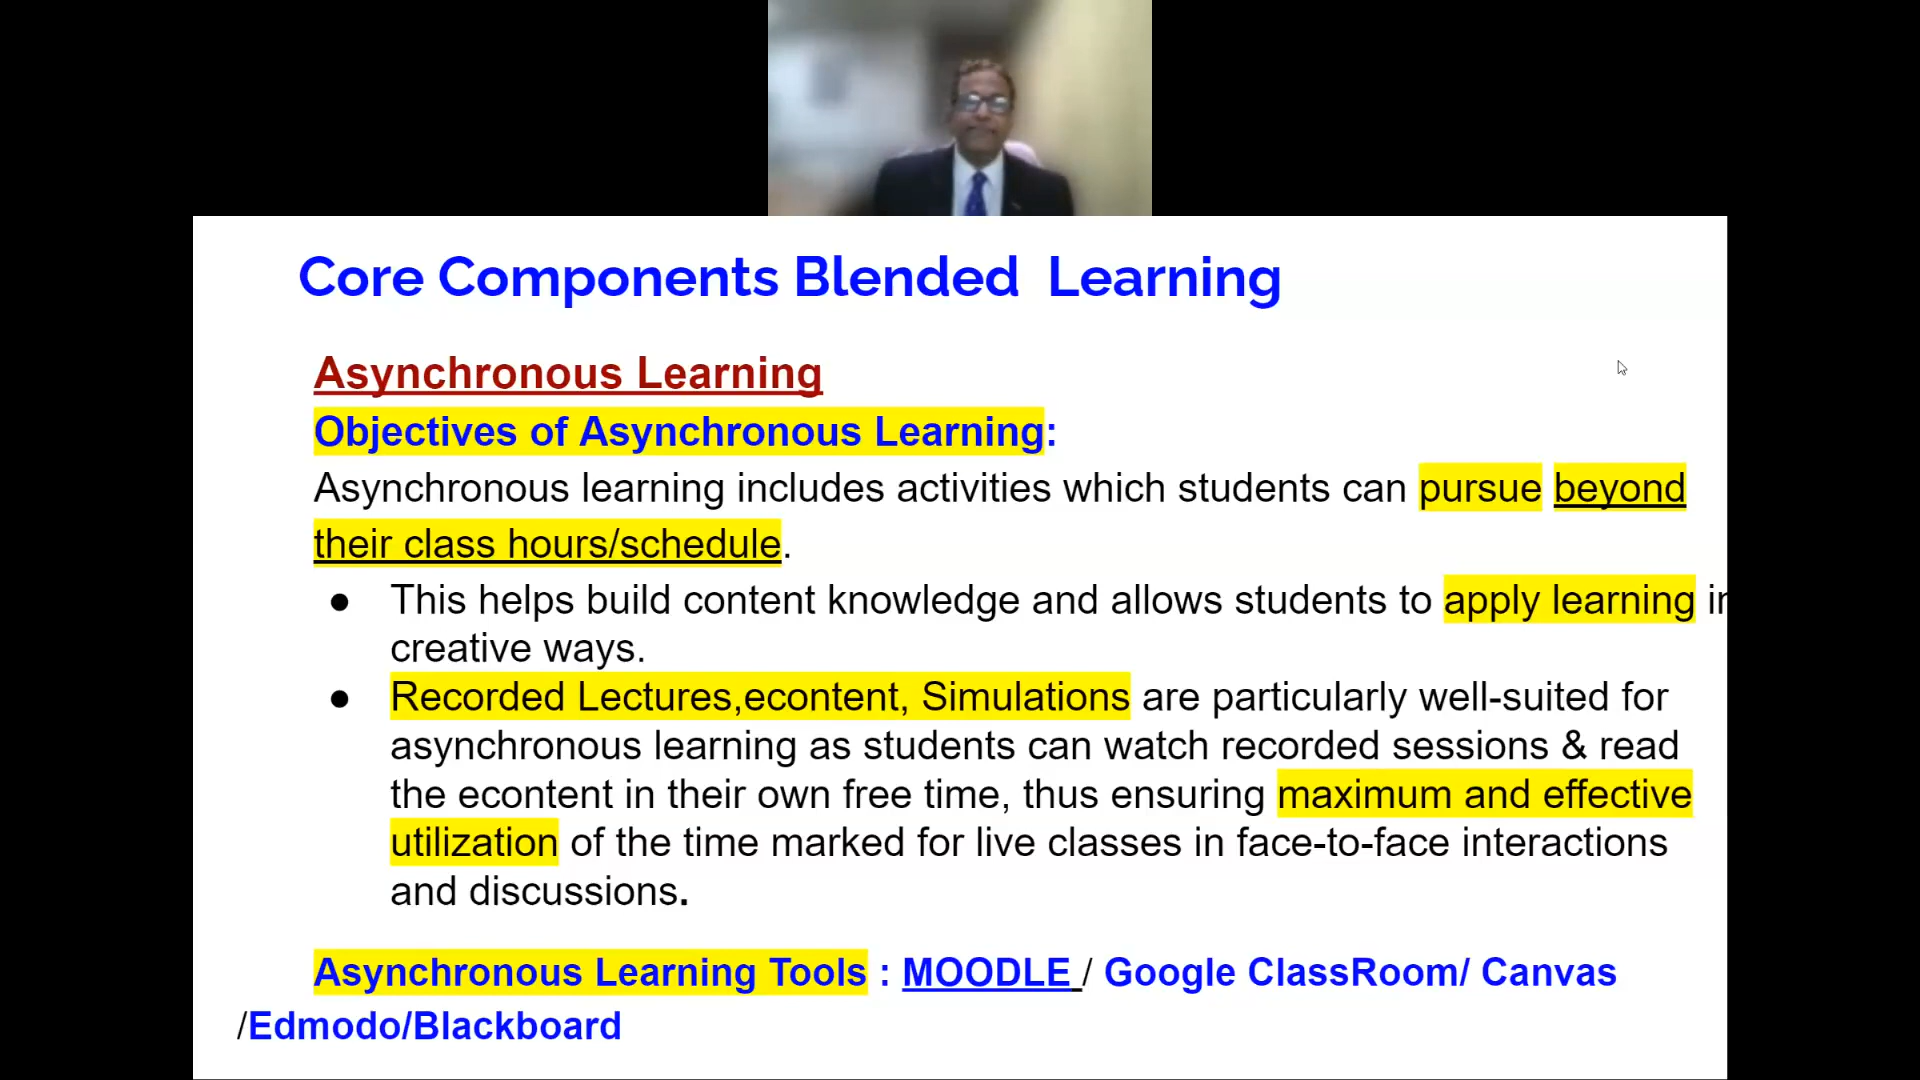 Core Components Blended Learning
Asynchronous Learning
Objectives of Asynchronous Learning:
Asynchronous learning includes activities which students can pursue beyond
their class hours/schedule.
● This helps build content knowledge and allows students to apply learning in
creative ways.
● Recorded Lectures,econtent, Simulations are particularly well-suited for
asynchronous learning as students can watch recorded sessions & read
the econtent in their own free time, thus ensuring maximum and effective
utilization of the time marked for live classes in face-to-face interactions
and discussions.
Asynchronous Learning Tools : MOODLE / Google ClassRoom/ Canvas
/Edmodo/Blackboard